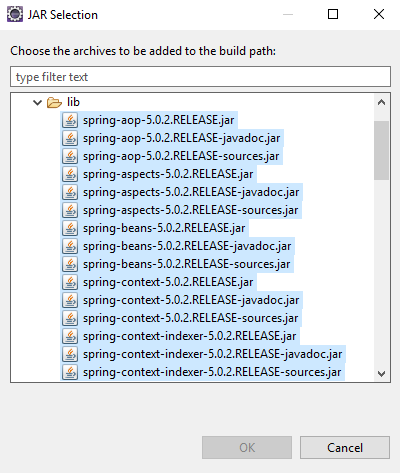 JAR Selection
Choose the archives to be added to the build path:
type filter text
lib
spring-aop-5.0.2.RELEASE.jar
spring-aop-5.0.2.RELEASE-javadoc.jar
spring-aop-5.0.2.RELEASE-sources.jar
spring-aspects-5.0.2.RELEASE.jar
spring-aspects-5.0.2.RELEASE-javadoc.jar
spring-aspects-5.0.2.RELEASE-sources.jar
spring-beans-5.0.2.RELEASE.jar
spring-beans-5.0.2.RELEASE-javadoc.jar
spring-beans-5.0.2.RELEASE-sources.jar
spring-context-5.0.2.RELEASE.jar
spring-context-5.0.2.RELEASE-javadoc.jar
spring-context-5.0.2.RELEASE-sources.jar
spring-context-indexer-5.0.2.RELEASE.jar
spring-context-indexer-5.0.2.RELEASE-javadoc.jar
spring-context-indexer-5.0.2.RELEASE-sources.jar
OK Cancel